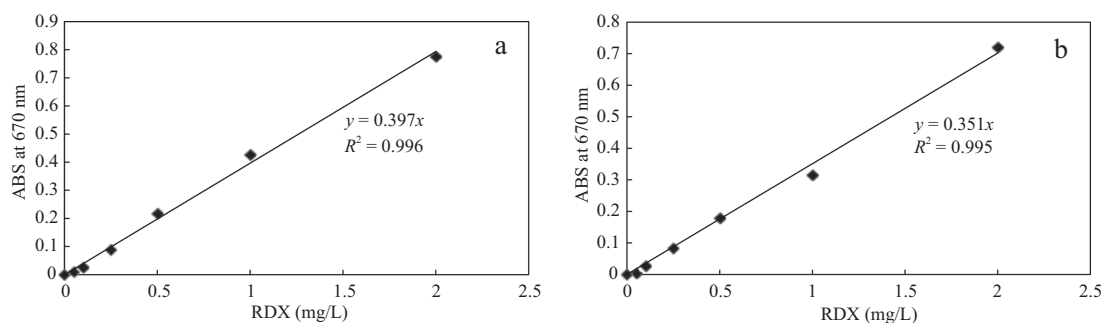 a
ABS at 670 nm
0.9
0.8
0.7
0.6
0.5
0.4
0.3
0.2
0.1
0
y = 0.397x
R² = 0.996
0 0.5 1 1.5 2 2.5
RDX (mg/L)
b
ABS at 670 nm
0.8
0.7
0.6
0.5
0.4
0.3
0.2
0.1
0
y = 0.351x
R² = 0.995
0 0.5 1 1.5 2 2.5
RDX (mg/L)